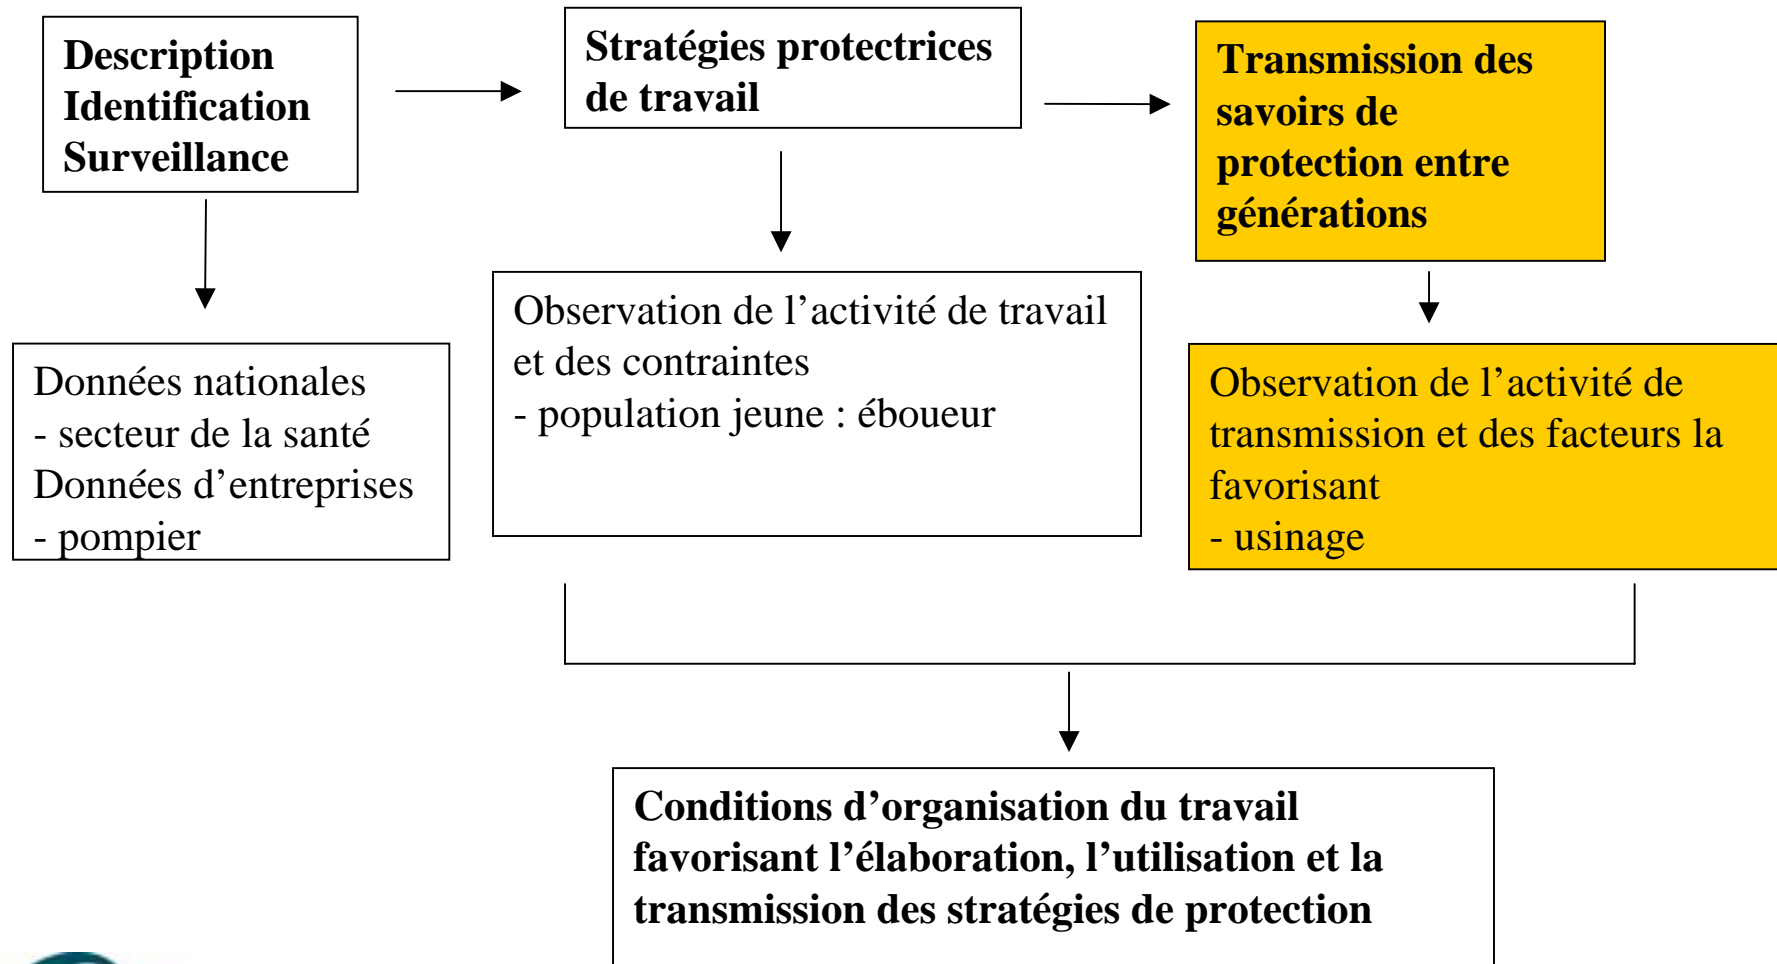 Description
Identification
Surveillance
Stratégies protectrices
de travail
Transmission des
savoirs de
protection entre
générations
Données nationales
- secteur de la santé
Données d’entreprises
- pompier
Observation de l’activité de travail
et des contraintes
- population jeune : éboueur
Observation de l’activité de
transmission et des facteurs la
favorisant
- usinage
Conditions d’organisation du travail
favorisant l’élaboration, l’utilisation et la
transmission des stratégies de protection